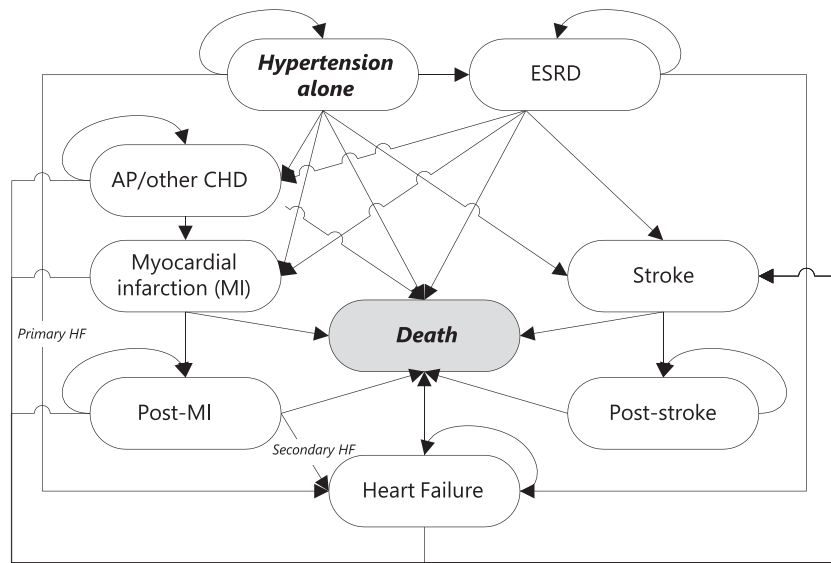 Hypertension
alone
ESRD
AP/other CHD
Myocardial
infarction (MI)
Stroke
Primary HF
Death
Post-MI
Post-stroke
Secondary HF
Heart Failure